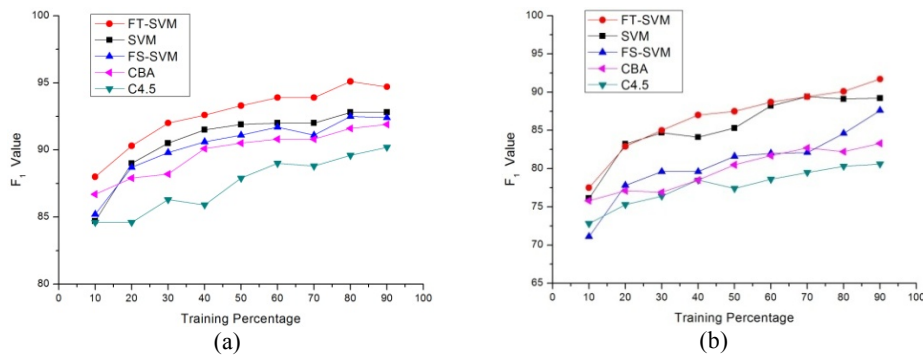 FT-SVM
SVM
FS-SVM
CBA
C4.5
95
90
85
80
F1 Value
0 10 20 30 40 50 60 70 80 90 100
Training Percentage
(a)
FT-SVM
SVM
FS-SVM
CBA
C4.5
100
95
90
85
80
75
70
65
F1 Value
0 10 20 30 40 50 60 70 80 90 100
Training Percentage
(b)